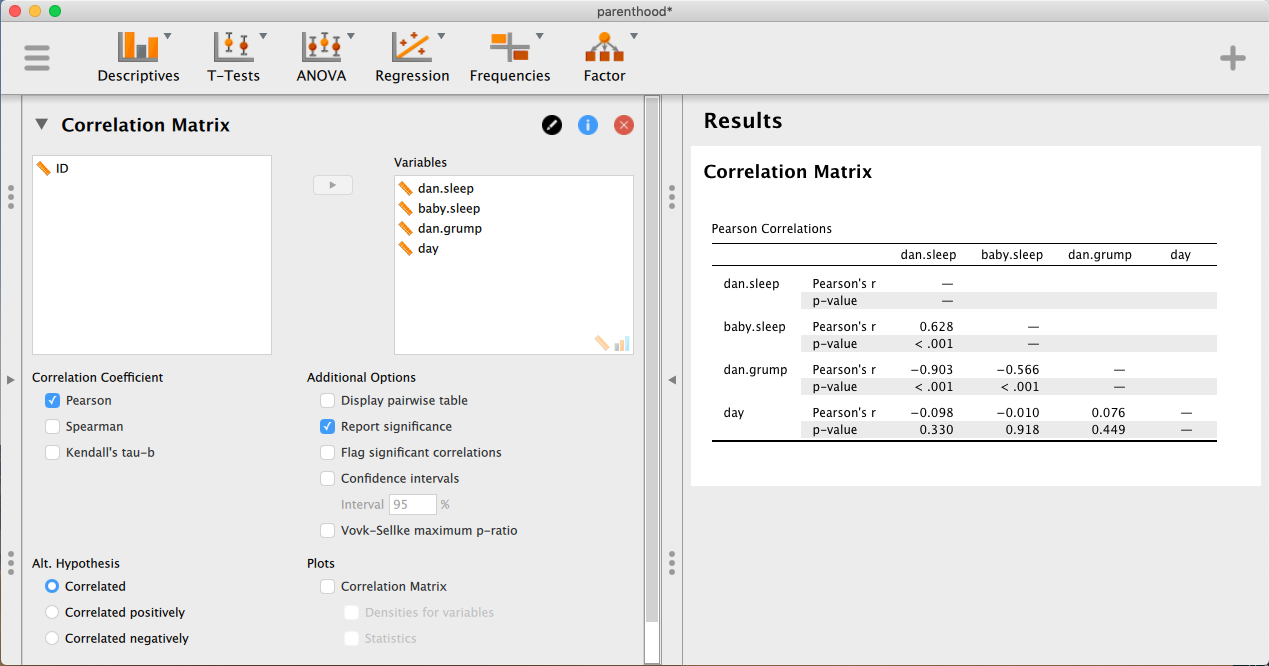 parenthood*
Descriptives T-Tests ANOVA Regression Frequencies Factor
Correlation Matrix
ID
Variables
dan.sleep
baby.sleep
dan.grump
day
Correlation Coefficient
Pearson
Spearman
Kendall's tau-b
Additional Options
Display pairwise table
Report significance
Flag significant correlations
Confidence intervals
Interval 95 %
Vovk-Sellke maximum p-ratio
Alt. Hypothesis
Correlated
Correlated positively
Correlated negatively
Plots
Correlation Matrix
Densities for variables
Statistics
Results
Correlation Matrix
Pearson Correlations
dan.sleep baby.sleep dan.grump day
dan.sleep Pearson's r —
p-value —
baby.sleep Pearson's r 0.628 —
p-value < .001 —
dan.grump Pearson's r −0.903 −0.566 —
p-value < .001 < .001 —
day Pearson's r −0.098 −0.010 0.076 —
p-value 0.330 0.918 0.449 —